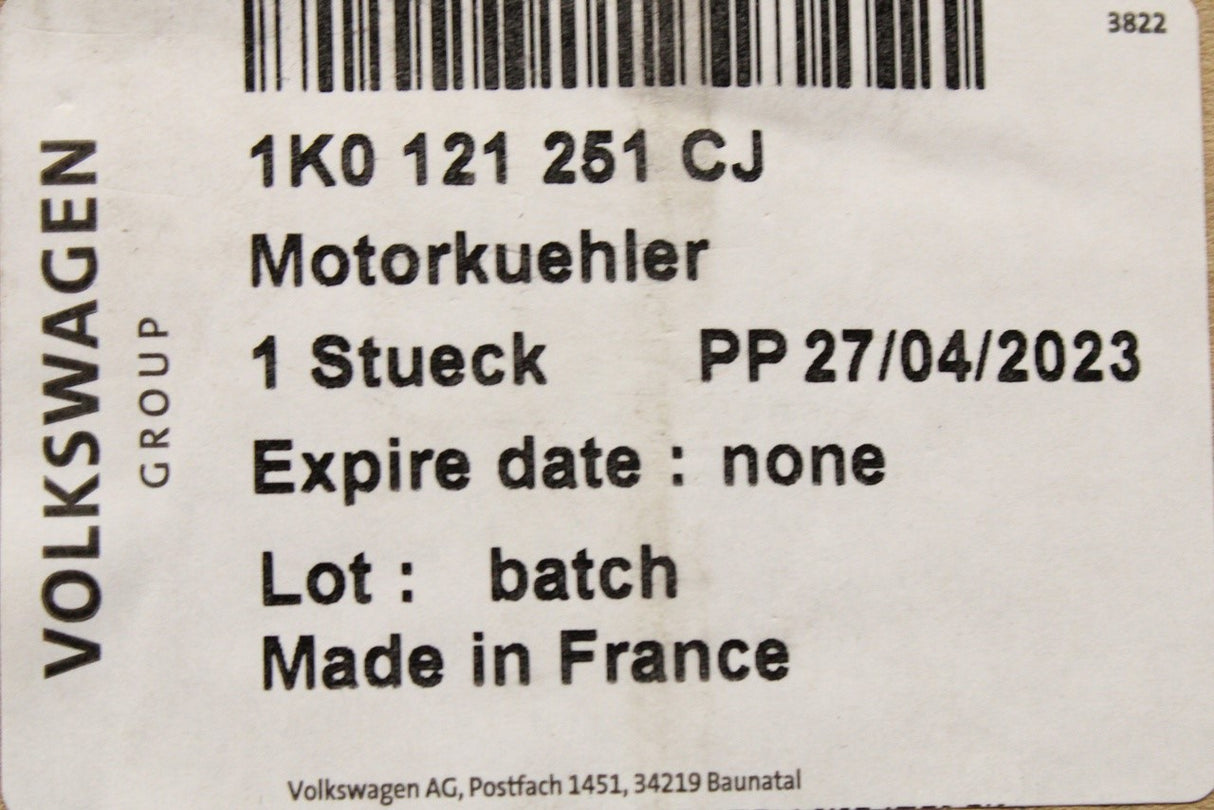 3822
1K0 121 251 CJ
Motorkuehler
1 Stueck PP 27/04/2023
Expire date : none
Lot : batch
Made in France
VOLKSWAGEN
GROUP
Volkswagen AG, Postfach 1451, 34219 Baunatal